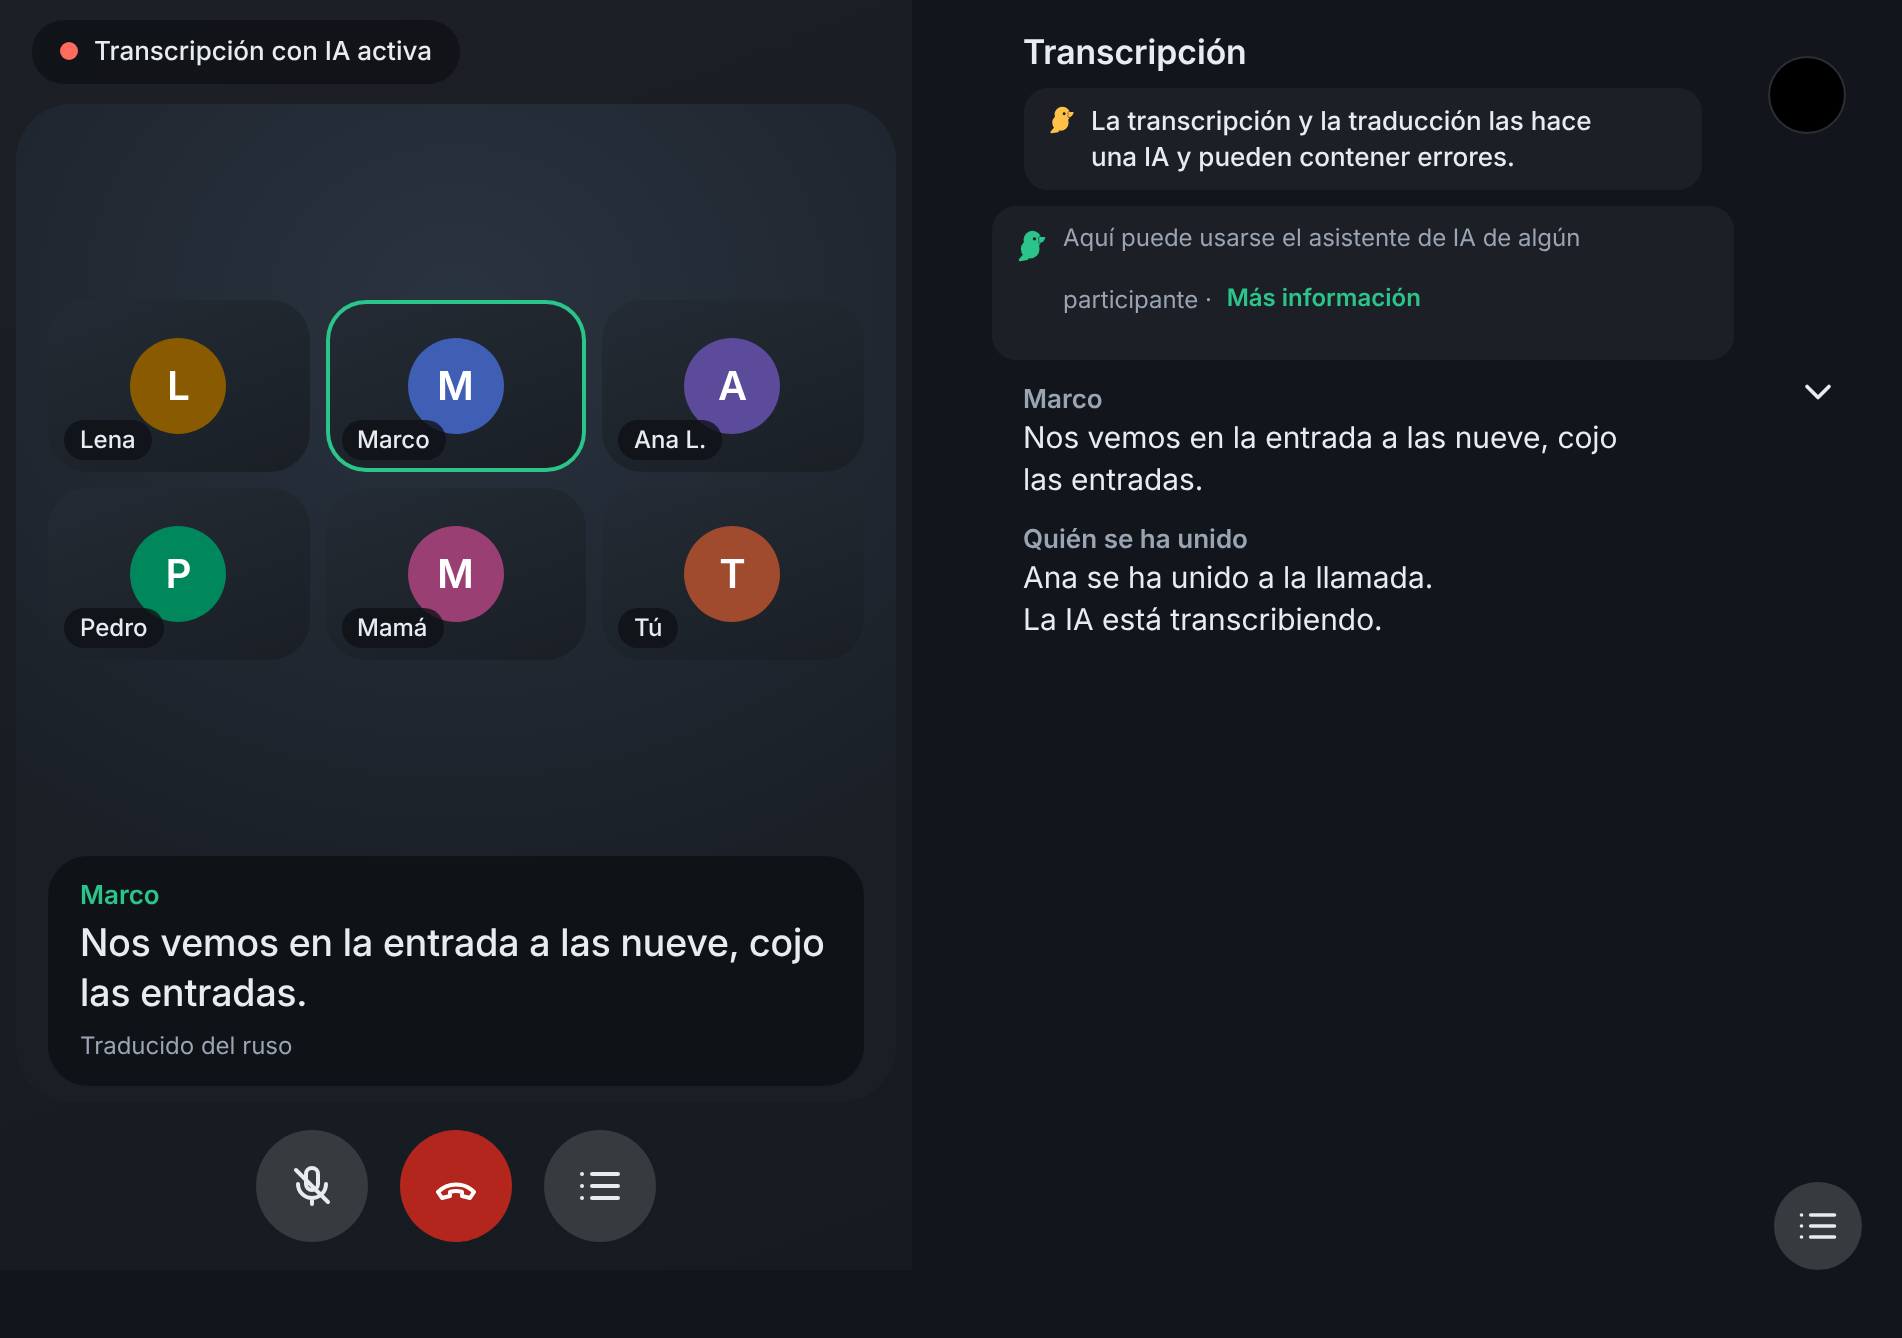 Transcripción con IA activa
L
Lena
M
Marco
A
Ana L.
P
Pedro
M
Mamá
T
Tú
Marco
Nos vemos en la entrada a las nueve, cojo
las entradas.
Traducido del ruso
Transcripción
La transcripción y la traducción las hace
una IA y pueden contener errores.
Aquí puede usarse el asistente de IA de algún
participante · Más información
Marco
Nos vemos en la entrada a las nueve, cojo
las entradas.
Quién se ha unido
Ana se ha unido a la llamada.
La IA está transcribiendo.